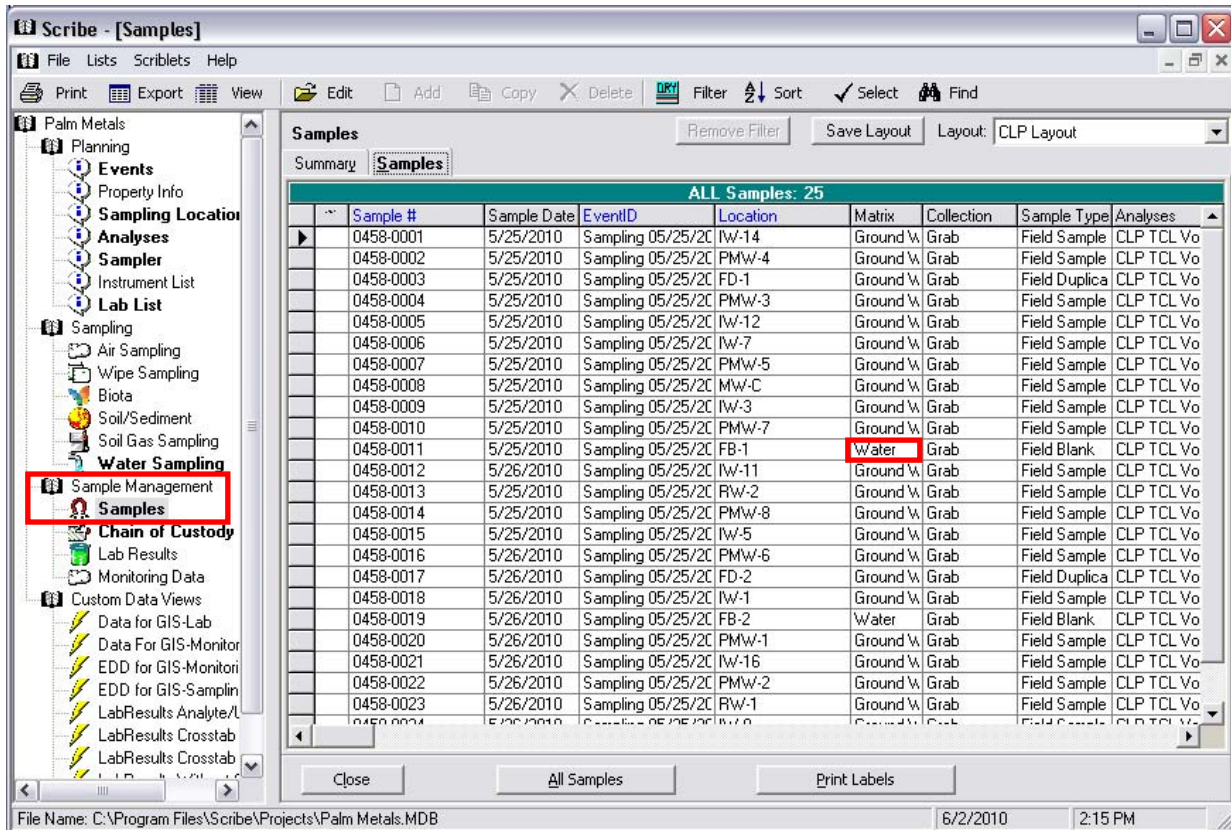 Scribe - [Samples]
File Lists Scriblets Help
Print Export View Edit Add Copy Delete DRY Filter Sort Select Find
Palm Metals
Planning
Events
Property Info
Sampling Location
Analyses
Sampler
Instrument List
Lab List
Sampling
Air Sampling
Wipe Sampling
Biota
Soil/Sediment
Soil Gas Sampling
Water Sampling
Sample Management
Samples
Chain of Custody
Lab Results
Monitoring Data
Custom Data Views
Data for GIS-Lab
Data For GIS-Monitor
EDD for GIS-Monitori
EDD for GIS-Samplin
LabResults Analyte/L
LabResults Crosstab
LabResults Crosstab
Samples Remove Filter Save Layout Layout: CLP Layout
Summary Samples
ALL Samples: 25
Sample # Sample Date EventID Location Matrix Collection Sample Type Analyses
0458-0001 5/25/2010 Sampling 05/25/20 IW-14 Ground W Grab Field Sample CLP TCL Vo
0458-0002 5/25/2010 Sampling 05/25/20 PMW-4 Ground W Grab Field Sample CLP TCL Vo
0458-0003 5/25/2010 Sampling 05/25/20 FD-1 Ground W Grab Field Duplica CLP TCL Vo
0458-0004 5/25/2010 Sampling 05/25/20 PMW-3 Ground W Grab Field Sample CLP TCL Vo
0458-0005 5/25/2010 Sampling 05/25/20 IW-12 Ground W Grab Field Sample CLP TCL Vo
0458-0006 5/25/2010 Sampling 05/25/20 IW-7 Ground W Grab Field Sample CLP TCL Vo
0458-0007 5/25/2010 Sampling 05/25/20 PMW-5 Ground W Grab Field Sample CLP TCL Vo
0458-0008 5/25/2010 Sampling 05/25/20 MW-C Ground W Grab Field Sample CLP TCL Vo
0458-0009 5/25/2010 Sampling 05/25/20 IW-3 Ground W Grab Field Sample CLP TCL Vo
0458-0010 5/25/2010 Sampling 05/25/20 PMW-7 Ground W Grab Field Sample CLP TCL Vo
0458-0011 5/25/2010 Sampling 05/25/20 FB-1 Water Grab Field Blank CLP TCL Vo
0458-0012 5/26/2010 Sampling 05/25/20 IW-11 Ground W Grab Field Sample CLP TCL Vo
0458-0013 5/25/2010 Sampling 05/25/20 RW-2 Ground W Grab Field Sample CLP TCL Vo
0458-0014 5/25/2010 Sampling 05/25/20 PMW-8 Ground W Grab Field Sample CLP TCL Vo
0458-0015 5/25/2010 Sampling 05/25/20 IW-5 Ground W Grab Field Sample CLP TCL Vo
0458-0016 5/26/2010 Sampling 05/25/20 PMW-6 Ground W Grab Field Sample CLP TCL Vo
0458-0017 5/26/2010 Sampling 05/25/20 FD-2 Ground W Grab Field Duplica CLP TCL Vo
0458-0018 5/26/2010 Sampling 05/25/20 IW-1 Ground W Grab Field Sample CLP TCL Vo
0458-0019 5/26/2010 Sampling 05/25/20 FB-2 Water Grab Field Blank CLP TCL Vo
0458-0020 5/26/2010 Sampling 05/25/20 PMW-1 Ground W Grab Field Sample CLP TCL Vo
0458-0021 5/26/2010 Sampling 05/25/20 IW-16 Ground W Grab Field Sample CLP TCL Vo
0458-0022 5/26/2010 Sampling 05/25/20 PMW-2 Ground W Grab Field Sample CLP TCL Vo
0458-0023 5/26/2010 Sampling 05/25/20 RW-1 Ground W Grab Field Sample CLP TCL Vo
Close All Samples Print Labels
File Name: C:\Program Files\Scribe\Projects\Palm Metals.MDB 6/2/2010 2:15 PM